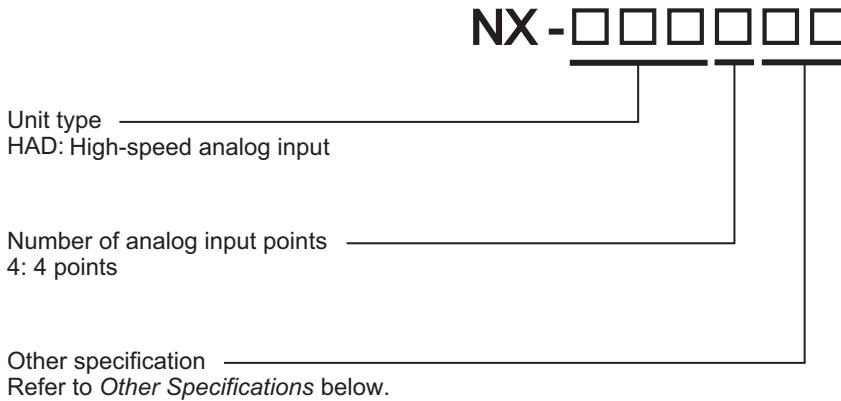 NX -□□□□□□
Unit type
HAD: High-speed analog input
Number of analog input points
4: 4 points
Other specification
Refer to Other Specifications below.